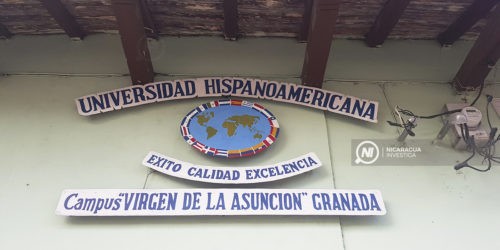 UNIVERSIDAD HISPANOAMERICANA
EXITO CALIDAD EXCELENCIA
Campus "VIRGEN DE LA ASUNCION" GRANADA
NICARAGUA
INVESTIGA